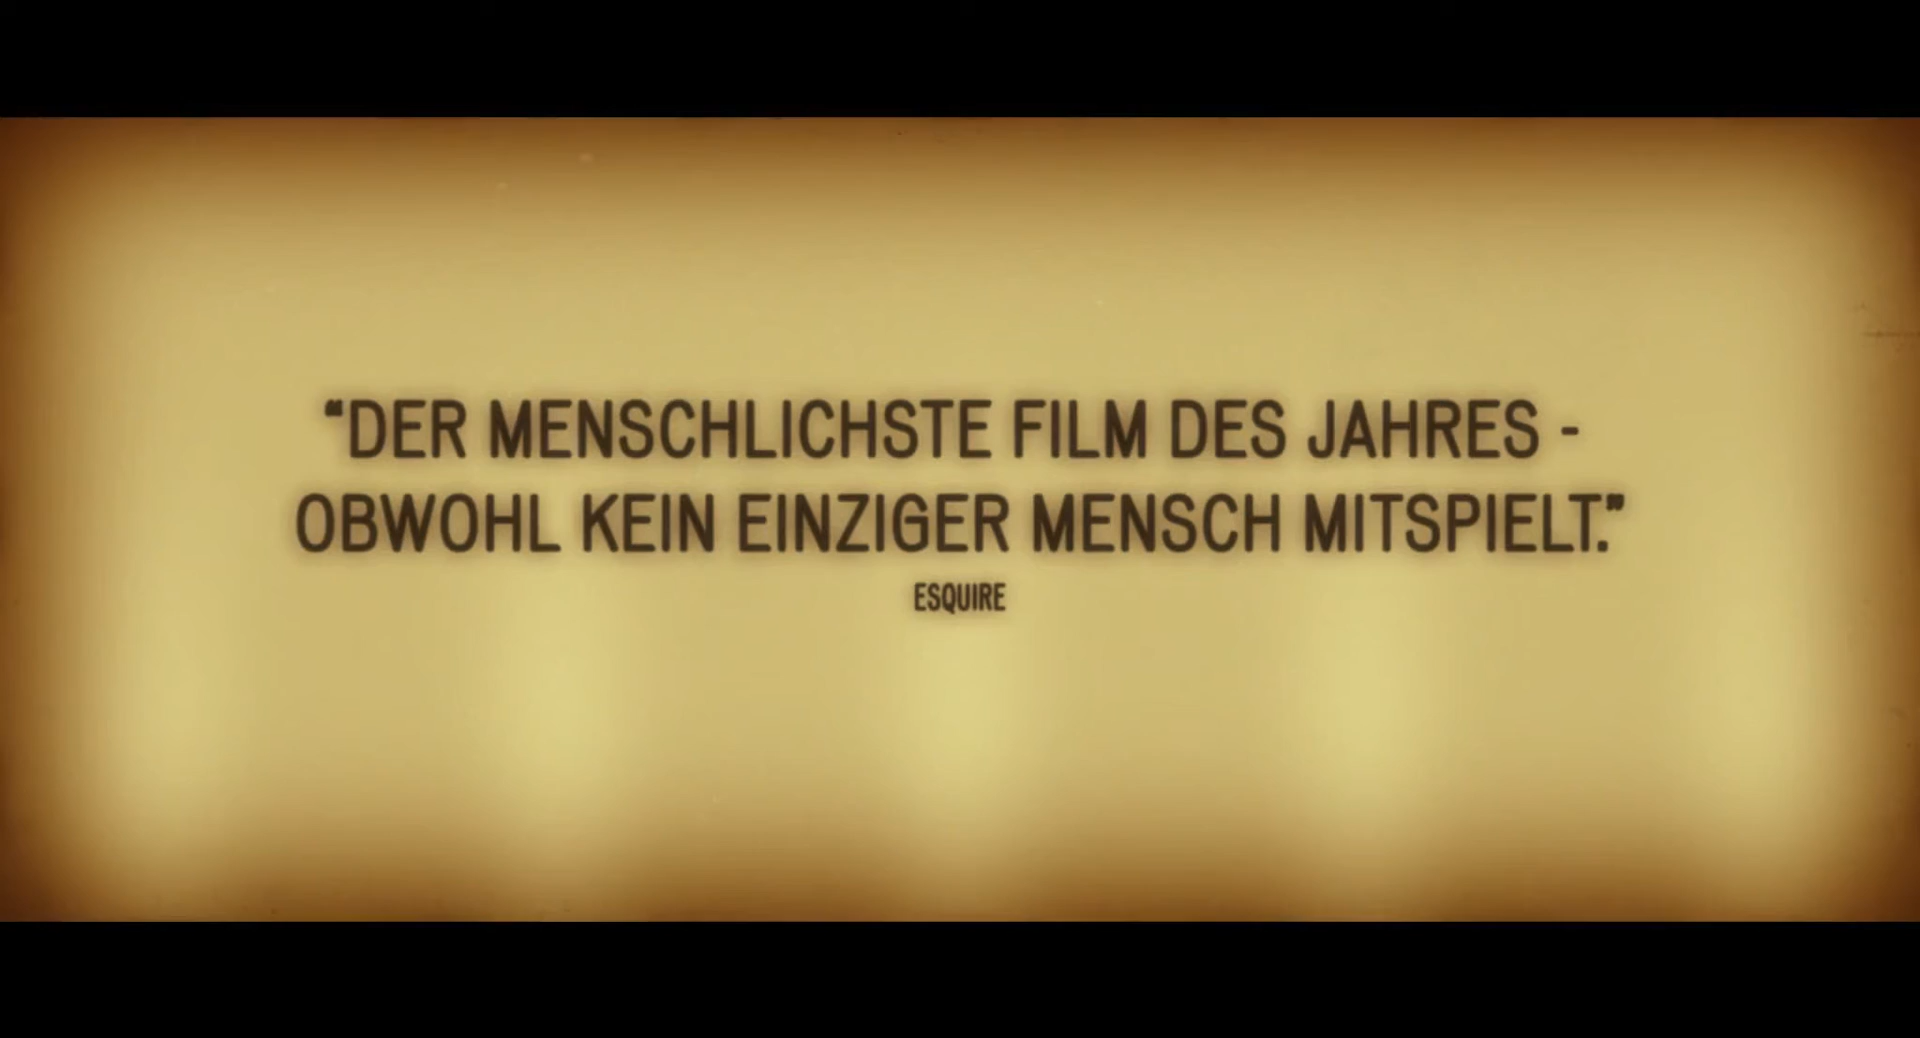 “DER MENSCHLICHSTE FILM DES JAHRES -
OBWOHL KEIN EINZIGER MENSCH MITSPIELT.”
ESQUIRE